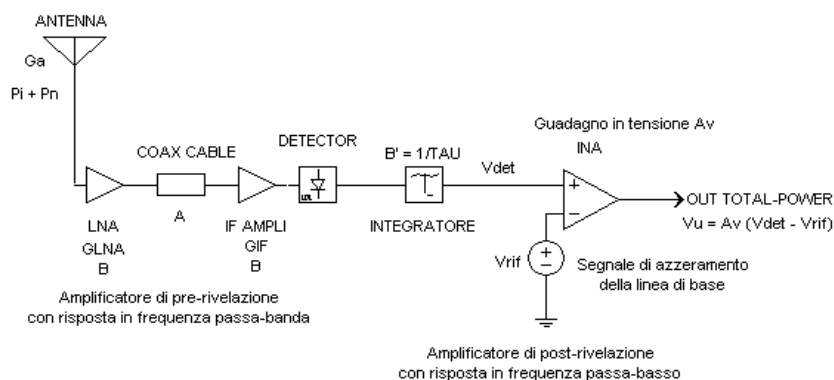 ANTENNA
Ga
Pi + Pn
COAX CABLE
A
LNA
GLNA
B
IF AMPLI
GIF
B
DETECTOR
B' = 1/TAU
INTEGRATORE
Vdet
Guadagno in tensione Av
INA
+
−
OUT TOTAL-POWER
Vu = Av (Vdet - Vrif)
Vrif
+
−
Segnale di azzeramento
della linea di base
Amplificatore di pre-rivelazione
con risposta in frequenza passa-banda
Amplificatore di post-rivelazione
con risposta in frequenza passa-basso